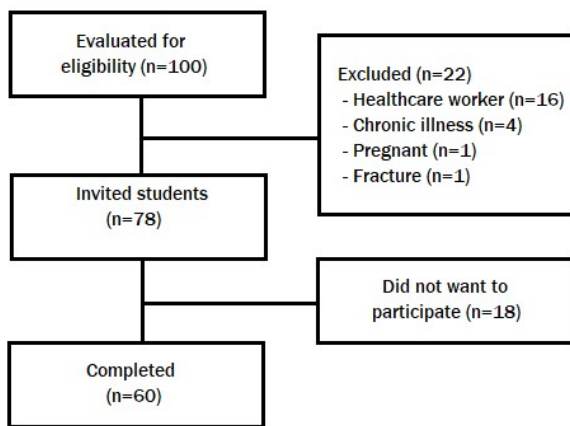 Evaluated for
eligibility (n=100)
Excluded (n=22)
- Healthcare worker (n=16)
- Chronic illness (n=4)
- Pregnant (n=1)
- Fracture (n=1)
Invited students
(n=78)
Did not want to
participate (n=18)
Completed
(n=60)